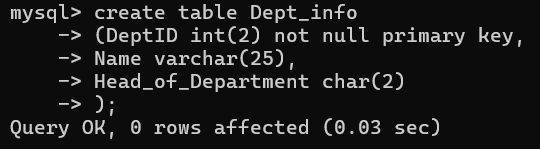 mysql> create table Dept_info
    -> (DeptID int(2) not null primary key,
    -> Name varchar(25),
    -> Head_of_Department char(2)
    -> );
Query OK, 0 rows affected (0.03 sec)